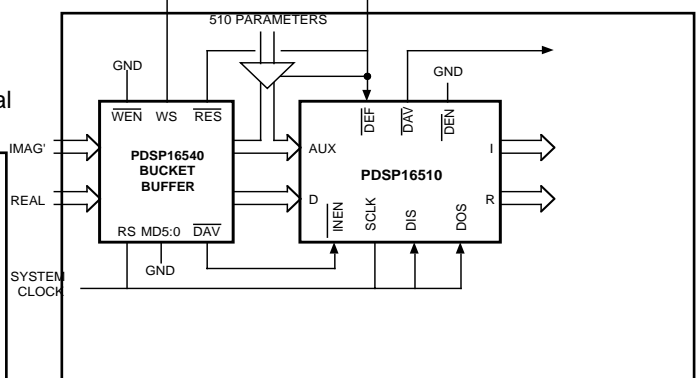 510 PARAMETERS
GND
GND
al
WEN WS RES
DEF
DAV
DEN
IMAG'
AUX
I
PDSP16540
BUCKET
BUFFER
PDSP16510
REAL
D
R
INEN
SCLK
DIS
DOS
RS MD5:0 DAV
GND
SYSTEM
CLOCK